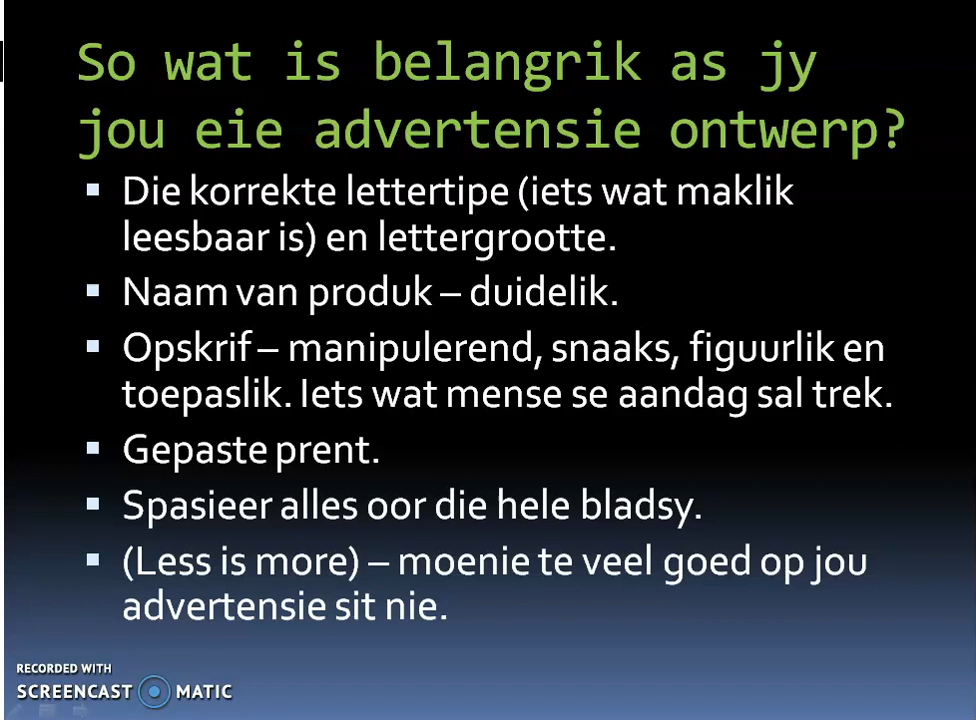 So wat is belangrik as jy
jou eie advertensie ontwerp?
▪ Die korrekte lettertipe (iets wat maklik
leesbaar is) en lettergrootte.
▪ Naam van produk – duidelik.
▪ Opskrif – manipulerend, snaaks, figuurlik en
toepaslik. Iets wat mense se aandag sal trek.
▪ Gepaste prent.
▪ Spasieer alles oor die hele bladsy.
▪ (Less is more) – moenie te veel goed op jou
advertensie sit nie.
RECORDED WITH
SCREENCAST MATIC